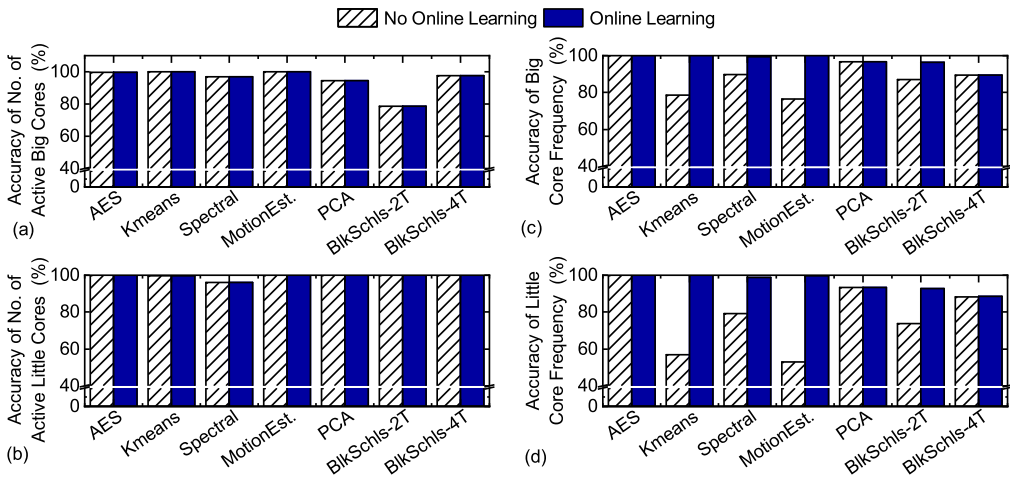 No Online Learning Online Learning
(a)
Accuracy of No. of
Active Big Cores (%)
100
80
60
40
0
AES Kmeans Spectral MotionEst. PCA BlkSchls-2T BlkSchls-4T
(c)
Accuracy of Big
Core Frequency (%)
100
80
60
40
0
AES Kmeans Spectral MotionEst. PCA BlkSchls-2T BlkSchls-4T
(b)
Accuracy of No. of
Active Little Cores (%)
100
80
60
40
0
AES Kmeans Spectral MotionEst. PCA BlkSchls-2T BlkSchls-4T
(d)
Accuracy of Little
Core Frequency (%)
100
80
60
40
0
AES Kmeans Spectral MotionEst. PCA BlkSchls-2T BlkSchls-4T